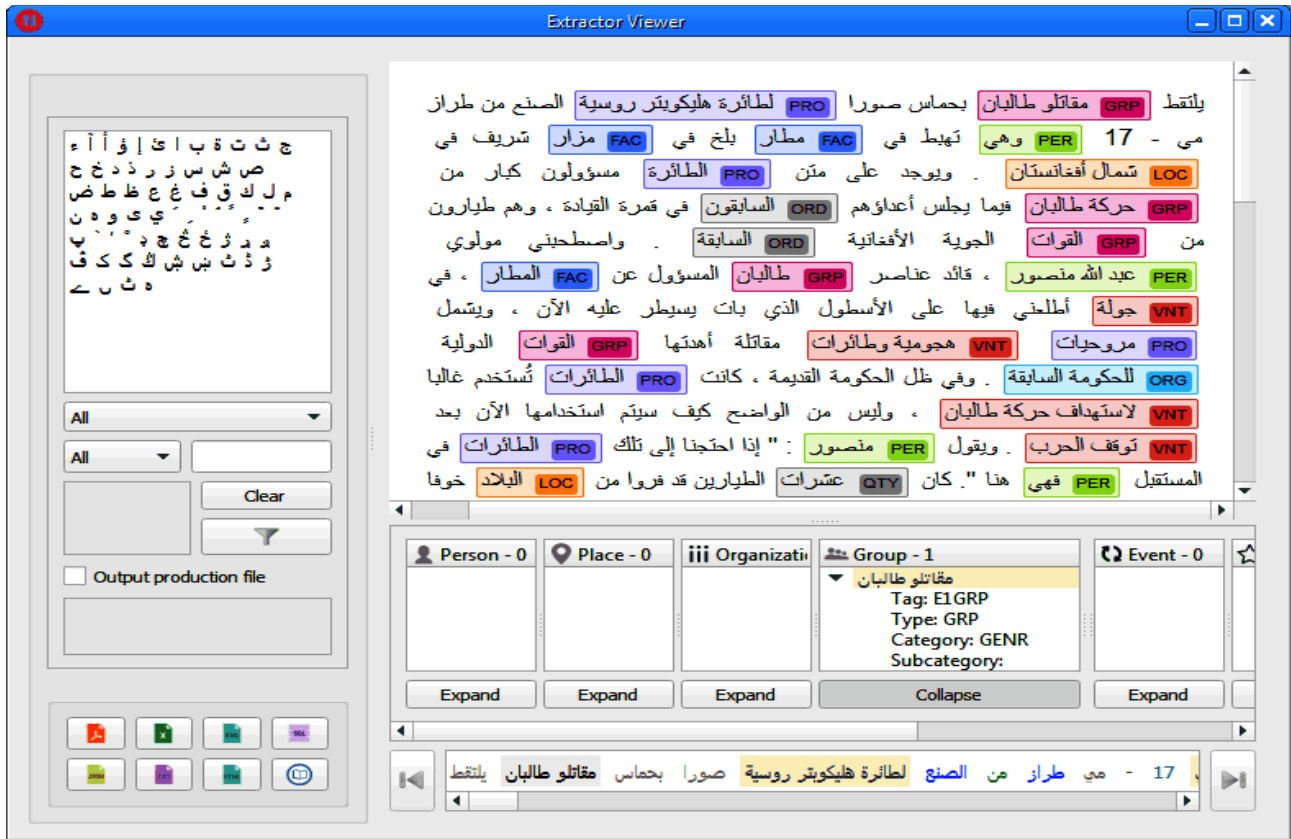 Extractor Viewer
ء آ أ ؤ إ ئ ا ب ة ت ث ج
ح خ د ذ ر ز س ش ص
ض ط ظ ع غ ف ق ك ل م
ن ه و ى ي
All
All
Clear
Output production file
يلتقط مقاتلو طالبان GRP بحماس صورا لطائرة هليكوبتر روسية PRO الصنع من طراز
مي - 17 وهي PER تهبط في مطار FAC بلخ في مزار FAC شريف في
شمال أفغانستان LOC . ويوجد على متن الطائرة PRO مسؤولون كبار من
حركة طالبان GRP فيما يجلس أعداؤهم السابقون ORD في قمرة القيادة ، وهم طيارون
من القوات GRP الجوية الأفغانية السابقة ORD . واصطحبني مولوي
عبد الله منصور PER ، قائد عناصر طالبان GRP المسؤول عن المطار FAC ، في
جولة VNT أطلعني فيها على الأسطول الذي بات يسيطر عليه الآن ، ويشمل
مروحيات PRO هجومية وطائرات VNT مقاتلة أهدتها القوات GRP الدولية
للحكومة السابقة ORG . وفي ظل الحكومة القديمة ، كانت الطائرات PRO تُستخدم غالبا
لاستهداف حركة طالبان VNT ، وليس من الواضح كيف سيتم استخدامها الآن بعد
توقف الحرب VNT . ويقول منصور PER : " إذا احتجنا إلى تلك الطائرات PRO في
المستقبل فهي PER هنا ". كان عشرات QTY الطيارين قد فروا من البلاد LOC خوفا
Person - 0
Place - 0
Organizati
Group - 1
Event - 0
مقاتلو طالبان
Tag: E1GRP
Type: GRP
Category: GENR
Subcategory:
Expand
Expand
Expand
Collapse
Expand
يلتقط مقاتلو طالبان بحماس صورا لطائرة هليكوبتر روسية الصنع من طراز مي - 17